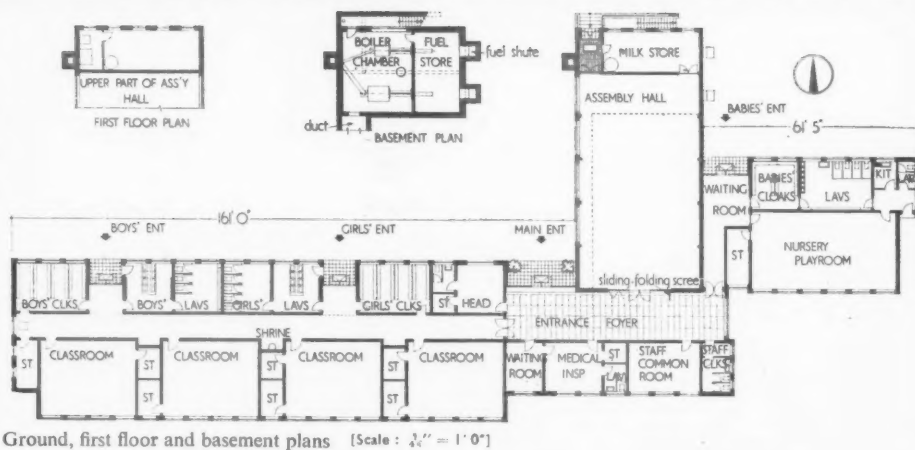 UPPER PART OF ASS'Y
HALL
FIRST FLOOR PLAN
BOILER
CHAMBER
FUEL
STORE
fuel shute
duct
BASEMENT PLAN
MILK STORE
ASSEMBLY HALL
BABIES' ENT
61' 5"
161' 0"
BOYS' ENT
GIRLS' ENT
MAIN ENT
WAITING
ROOM
BABIES'
CLOAKS
LAVS
KIT
ST
NURSERY
PLAYROOM
BOYS' CLKS
BOYS'
LAVS
GIRLS'
LAVS
GIRLS' CLKS
ST
HEAD
sliding-folding scree
ENTRANCE FOYER
SHRINE
ST
CLASSROOM
ST
ST
CLASSROOM
ST
ST
CLASSROOM
ST
ST
CLASSROOM
WAITING
ROOM
MEDICAL
INSP
ST
LAV
STAFF
COMMON
ROOM
STAFF
CLKS
Ground, first floor and basement plans